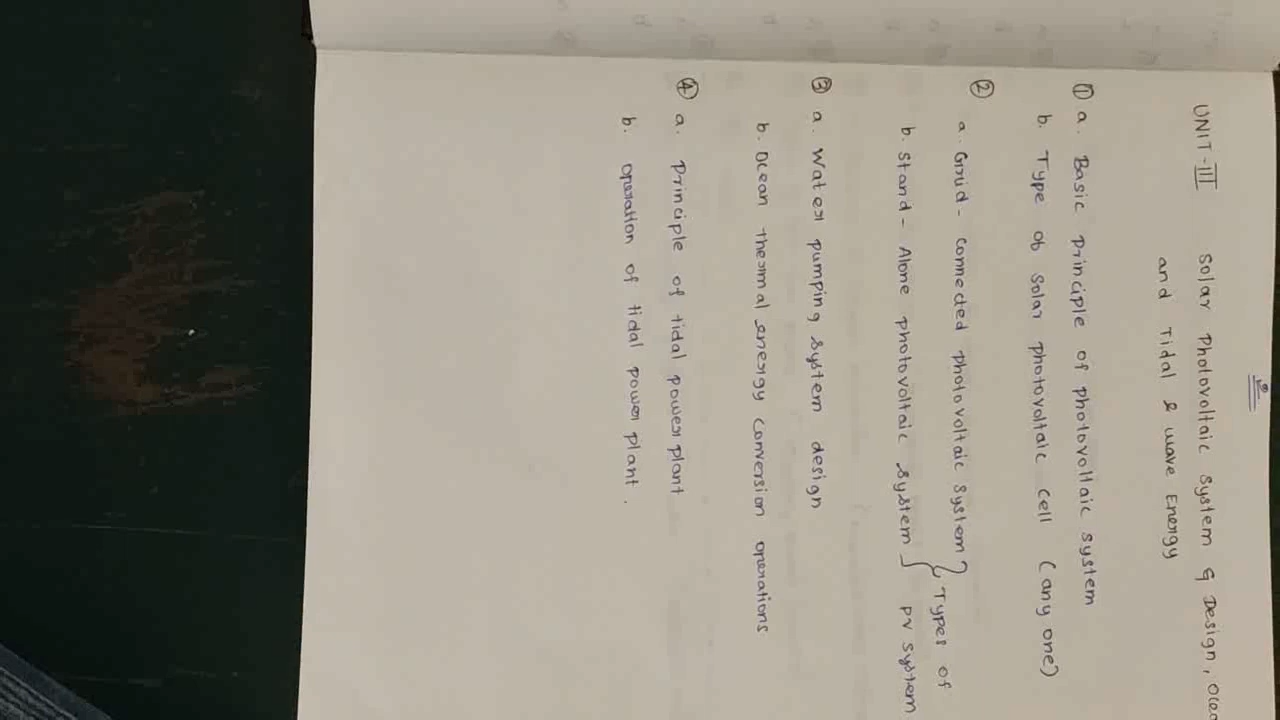 UNIT-III Solar Photovoltaic System & Design,
and Tidal & wave Energy
① a. Basic principle of photovoltaic system
b. Type of solar photovoltaic cell (any one)
② a. Grid-connected photovoltaic system } Types of
b. Stand-Alone photovoltaic system } PV system
③ a. Water pumping system design
b. Ocean thermal energy conversion operations
④ a. principle of tidal power plant
b. operation of tidal power plant.